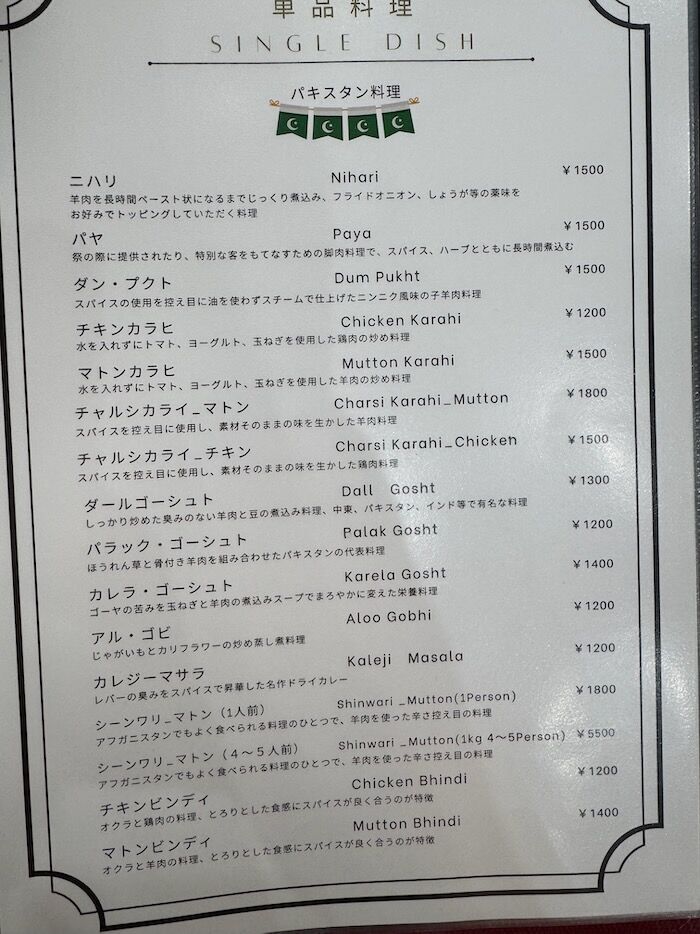 単品料理
SINGLE DISH
パキスタン料理
ニハリ Nihari ¥1500
羊肉を長時間ペースト状になるまでじっくり煮込み、フライドオニオン、しょうが等の薬味を
お好みでトッピングしていただく料理
パヤ Paya ¥1500
祭の際に提供されたり、特別な客をもてなすための脚肉料理で、スパイス、ハーブとともに長時間煮込む
ダン・プクト Dum Pukht ¥1500
スパイスの使用を控え目に油を使わずスチームで仕上げたニンニク風味の子羊肉料理
チキンカラヒ Chicken Karahi ¥1200
水を入れずにトマト、ヨーグルト、玉ねぎを使用した鶏肉の炒め料理
マトンカラヒ Mutton Karahi ¥1500
水を入れずにトマト、ヨーグルト、玉ねぎを使用した羊肉の炒め料理
チャルシカライ_マトン Charsi Karahi_Mutton ¥1800
スパイスを控え目に使用し、素材そのままの味を生かした羊肉料理
チャルシカライ_チキン Charsi Karahi_Chicken ¥1500
スパイスを控え目に使用し、素材そのままの味を生かした鶏肉料理
ダールゴーシュト Dall Gosht ¥1300
しっかり炒めた臭みのない羊肉と豆の煮込み料理、中東、パキスタン、インド等で有名な料理
パラック・ゴーシュト Palak Gosht ¥1200
ほうれん草と骨付き羊肉を組み合わせたパキスタンの代表料理
カレラ・ゴーシュト Karela Gosht ¥1400
ゴーヤの苦みを玉ねぎと羊肉の煮込みスープでまろやかに変えた栄養料理
アル・ゴビ Aloo Gobhi ¥1200
じゃがいもとカリフラワーの炒め蒸し煮料理
カレジーマサラ Kaleji Masala ¥1200
レバーの臭みをスパイスで昇華した名作ドライカレー
シーンワリ_マトン（1人前） Shinwari _Mutton(1Person) ¥1800
アフガニスタンでもよく食べられる料理のひとつで、羊肉を使った辛さ控え目の料理
シーンワリ_マトン（4〜5人前） Shinwari _Mutton(1kg 4〜5Person) ¥5500
アフガニスタンでもよく食べられる料理のひとつで、羊肉を使った辛さ控え目の料理
チキンビンディ Chicken Bhindi ¥1200
オクラと鶏肉の料理、とろりとした食感にスパイスが良く合うのが特徴
マトンビンディ Mutton Bhindi ¥1400
オクラと羊肉の料理、とろりとした食感にスパイスが良く合うのが特徴